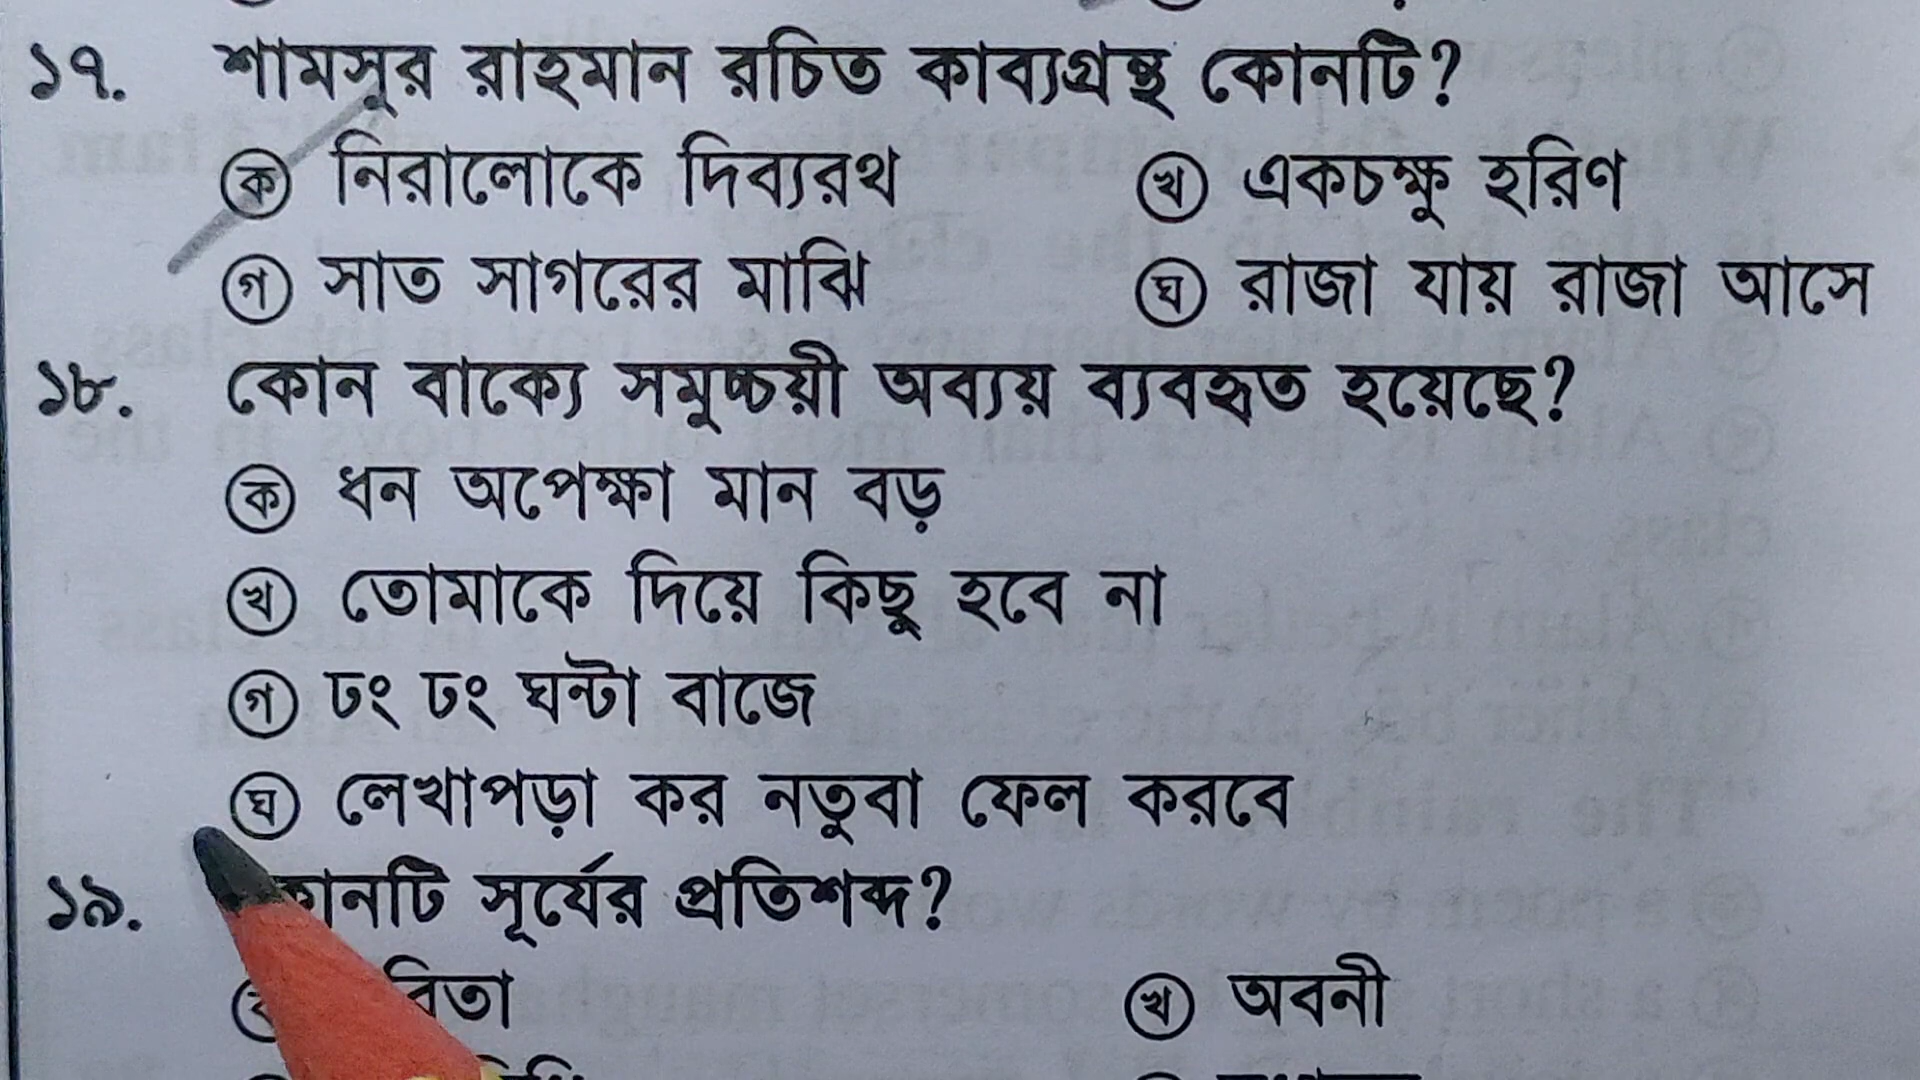 ১৭. শামসুর রাহমান রচিত কাব্যগ্রন্থ কোনটি?
ক নিরালোকে দিব্যরথ খ একচক্ষু হরিণ
গ সাত সাগরের মাঝি ঘ রাজা যায় রাজা আসে
১৮. কোন বাক্যে সমুচ্চয়ী অব্যয় ব্যবহৃত হয়েছে?
ক ধন অপেক্ষা মান বড়
খ তোমাকে দিয়ে কিছু হবে না
গ ঢং ঢং ঘন্টা বাজে
ঘ লেখাপড়া কর নতুবা ফেল করবে
১৯. সূর্যের প্রতিশব্দ?
খ অবনী